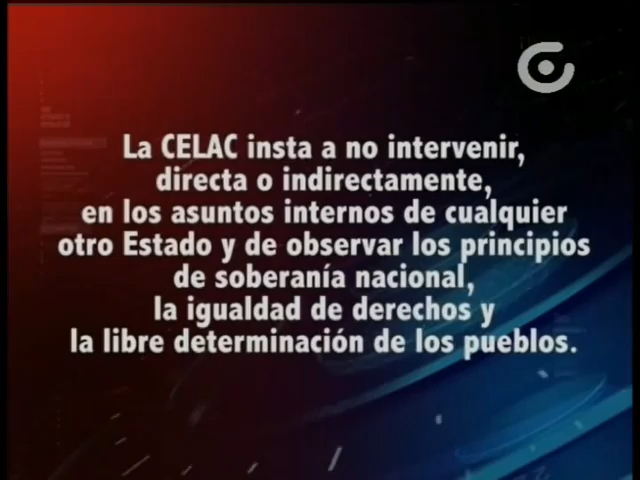 La CELAC insta a no intervenir,
directa o indirectamente,
en los asuntos internos de cualquier
otro Estado y de observar los principios
de soberanía nacional,
la igualdad de derechos y
la libre determinación de los pueblos.